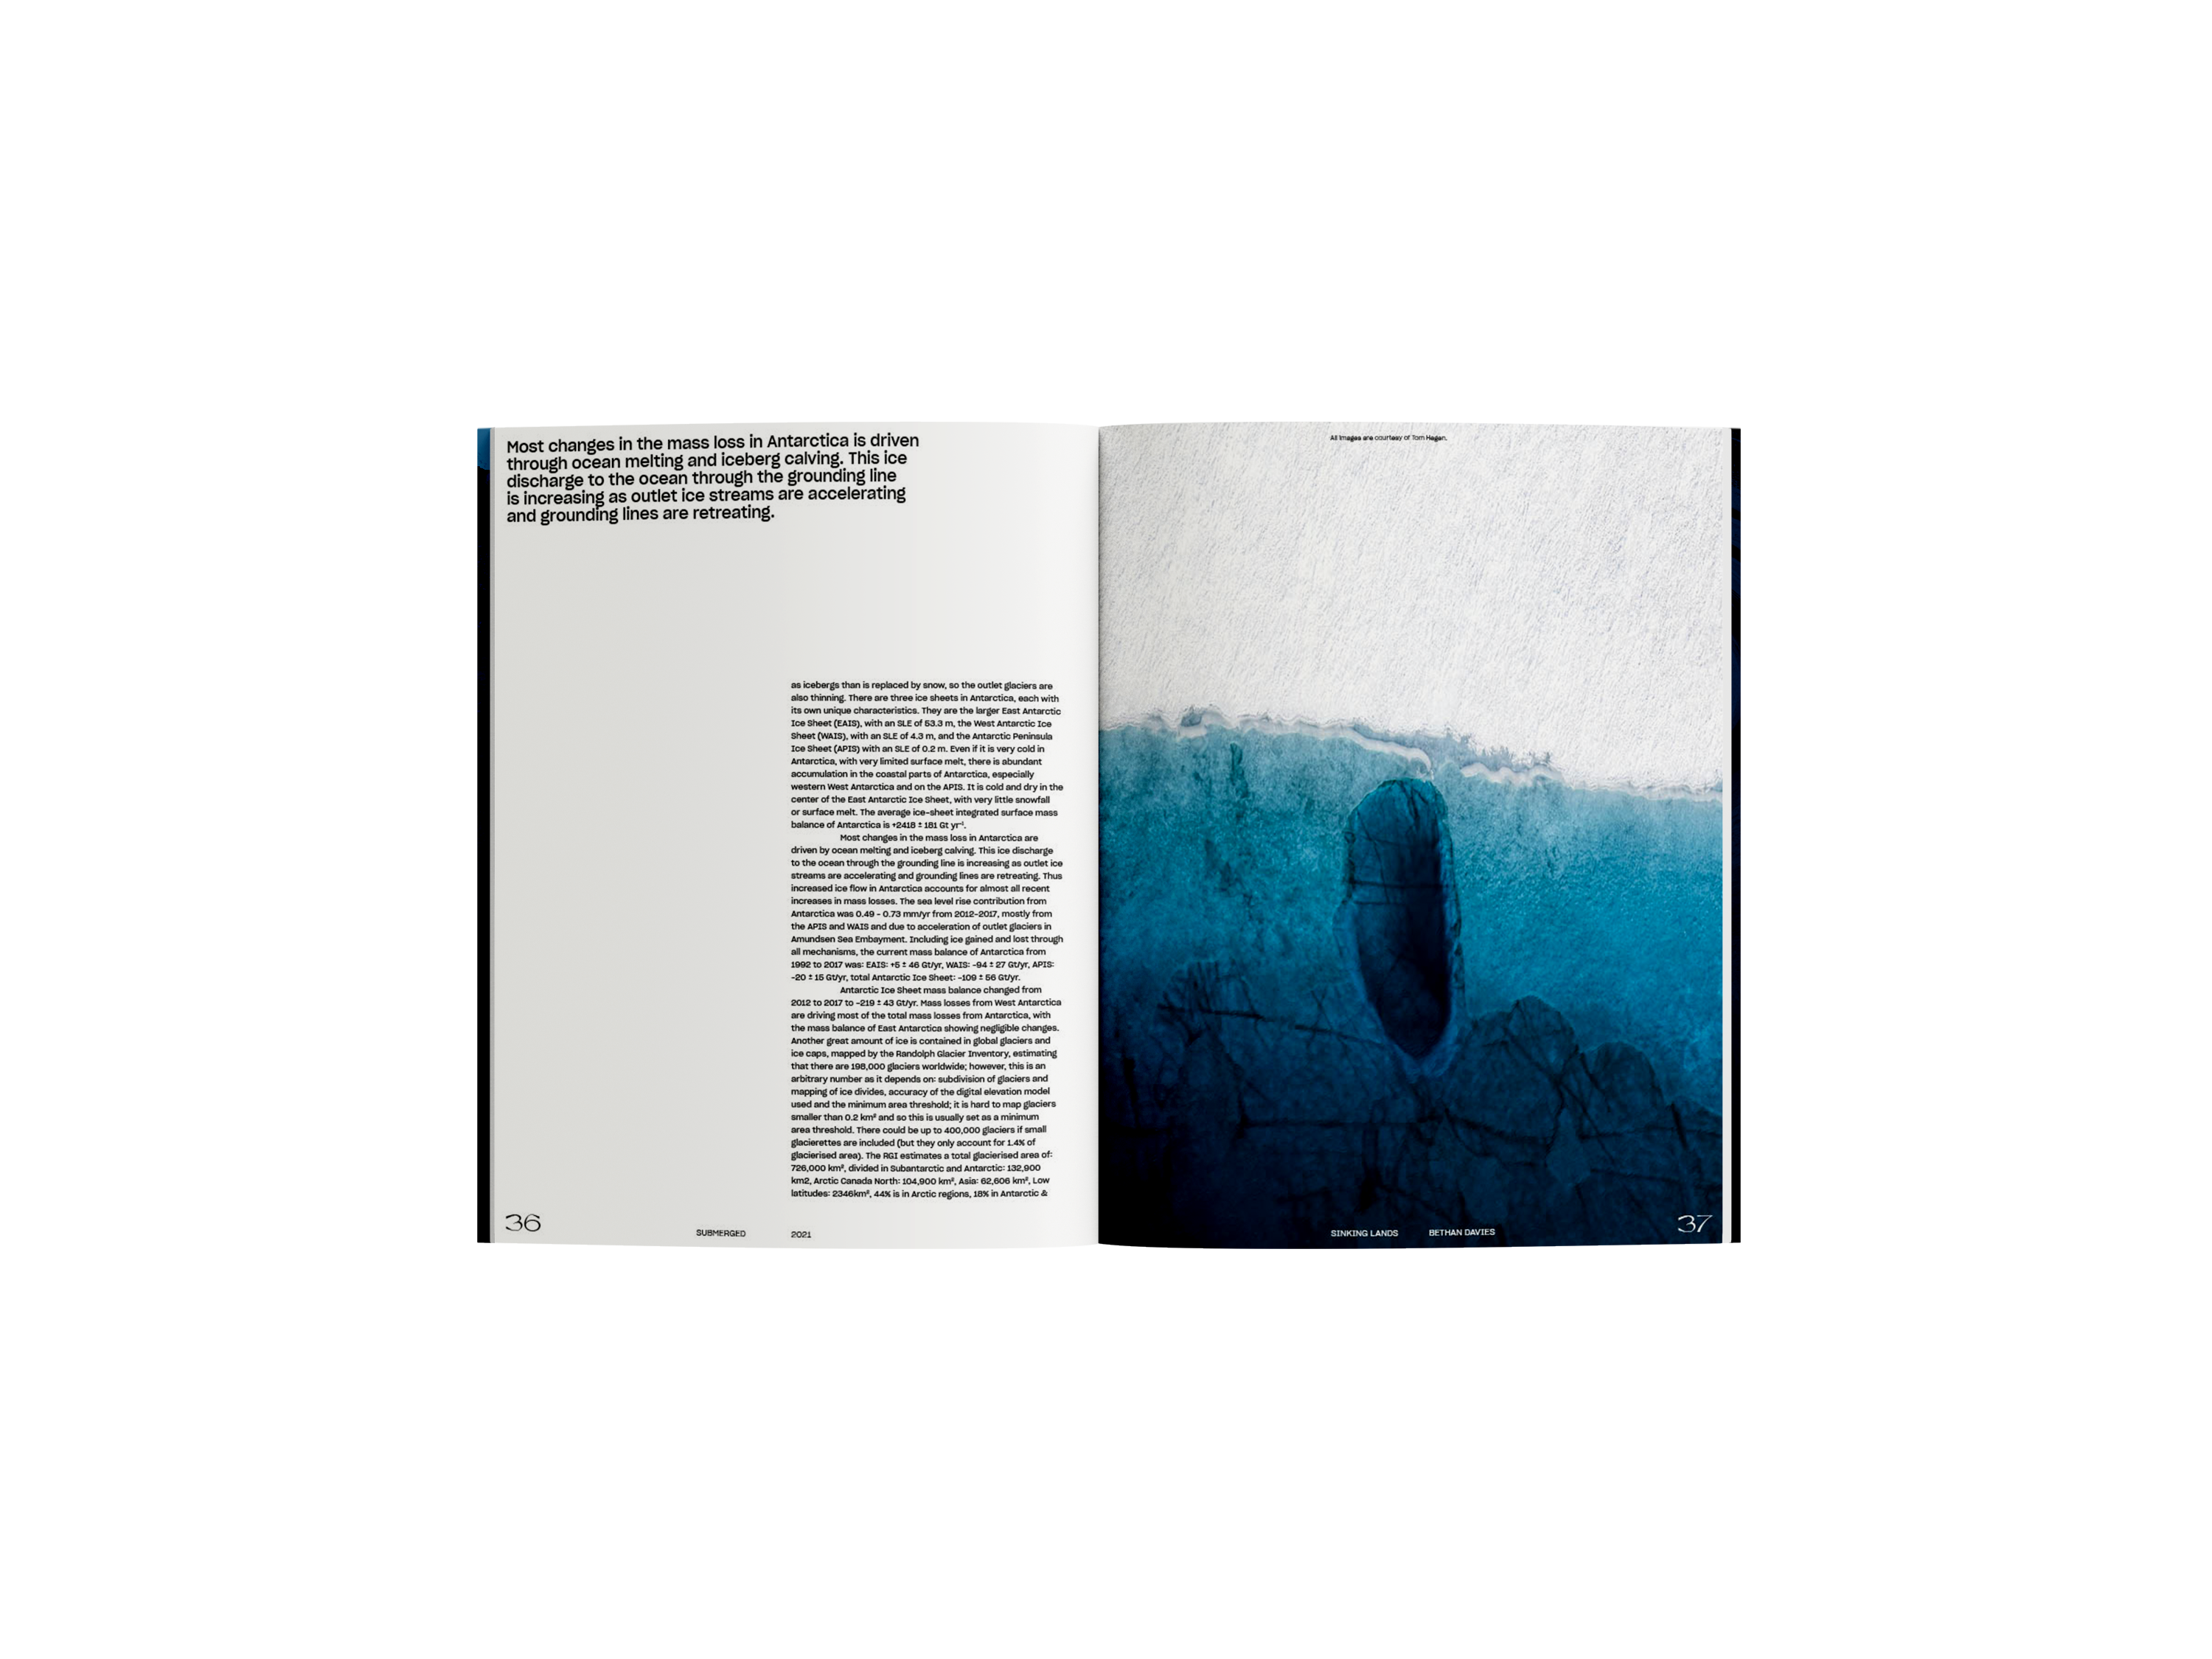 Most changes in the mass loss in Antarctica is driven
through ocean melting and iceberg calving. This ice
discharge to the ocean through the grounding line
is increasing as outlet ice streams are accelerating
and grounding lines are retreating.
as icebergs than is replaced by snow, so the outlet glaciers are
also thinning. There are three ice sheets in Antarctica, each with
its own unique characteristics. They are the larger East Antarctic
Ice Sheet (EAIS), with an SLE of 53.3 m, the West Antarctic Ice
Sheet (WAIS), with an SLE of 4.3 m, and the Antarctic Peninsula
Ice Sheet (APIS) with an SLE of 0.2 m. Even if it is very cold in
Antarctica, with very limited surface melt, there is abundant
accumulation in the coastal parts of Antarctica, especially
western West Antarctica and on the APIS. It is cold and dry in the
center of the East Antarctic Ice Sheet, with very little snowfall
or surface melt. The average ice-sheet integrated surface mass
balance of Antarctica is +2418 ± 181 Gt yr⁻¹.
Most changes in the mass loss in Antarctica are
driven by ocean melting and iceberg calving. This ice discharge
to the ocean through the grounding line is increasing as outlet ice
streams are accelerating and grounding lines are retreating. Thus
increased ice flow in Antarctica accounts for almost all recent
increases in mass losses. The sea level rise contribution from
Antarctica was 0.49 - 0.73 mm/yr from 2012-2017, mostly from
the APIS and WAIS and due to acceleration of outlet glaciers in
Amundsen Sea Embayment. Including ice gained and lost through
all mechanisms, the current mass balance of Antarctica from
1992 to 2017 was: EAIS: +5 ± 46 Gt/yr, WAIS: -94 ± 27 Gt/yr, APIS:
-20 ± 15 Gt/yr, total Antarctic Ice Sheet: -109 ± 56 Gt/yr.
Antarctic Ice Sheet mass balance changed from
2012 to 2017 to -219 ± 43 Gt/yr. Mass losses from West Antarctica
are driving most of the total mass losses from Antarctica, with
the mass balance of East Antarctica showing negligible changes.
Another great amount of ice is contained in global glaciers and
ice caps, mapped by the Randolph Glacier Inventory, estimating
that there are 198,000 glaciers worldwide; however, this is an
arbitrary number as it depends on: subdivision of glaciers and
mapping of ice divides, accuracy of the digital elevation model
used and the minimum area threshold; it is hard to map glaciers
smaller than 0.2 km² and so this is usually set as a minimum
area threshold. There could be up to 400,000 glaciers if small
glacierettes are included (but they only account for 1.4% of
glacierised area). The RGI estimates a total glacierised area of:
726,000 km², divided in Subantarctic and Antarctic: 132,900
km2, Arctic Canada North: 104,900 km², Asia: 62,606 km², Low
latitudes: 2346km², 44% is in Arctic regions, 18% in Antarctic &
36
SUBMERGED
2021
All images are courtesy of Tom Hegen.
SINKING LANDS
BETHAN DAVIES
37